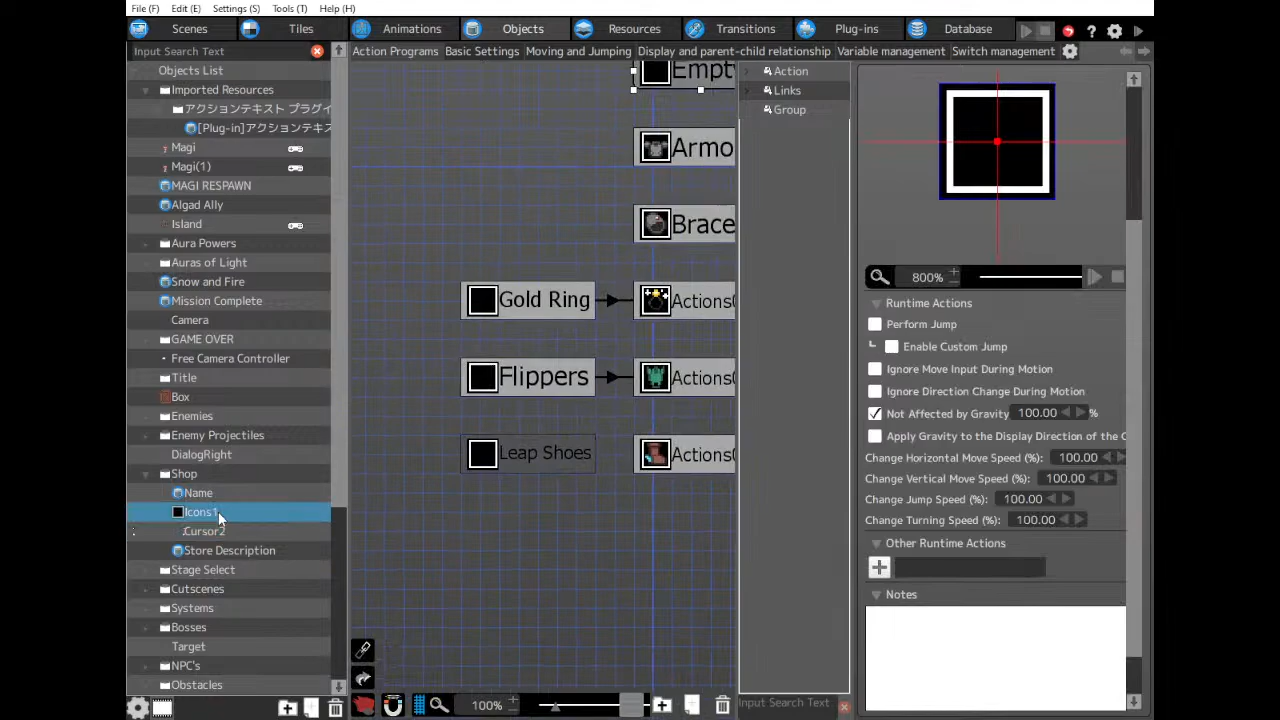 File (F) Edit (E) Settings (S) Tools (T) Help (H)
Scenes Tiles Animations Objects Resources Transitions Plug-ins Database
Input Search Text
Action Programs Basic Settings Moving and Jumping Display and parent-child relationship Variable management Switch management
Objects List
Imported Resources
アクションテキスト プラグイ
[Plug-in]アクションテキス
Magi
Magi(1)
MAGI RESPAWN
Algad Ally
Island
Aura Powers
Auras of Light
Snow and Fire
Mission Complete
Camera
GAME OVER
Free Camera Controller
Title
Box
Enemies
Enemy Projectiles
DialogRight
Shop
Name
Icons1
Cursor2
Store Description
Stage Select
Cutscenes
Systems
Bosses
Target
NPC's
Obstacles
Empt
Armo
Brace
Gold Ring
Actions
Flippers
Actions
Leap Shoes
Actions
100%
Action
Links
Group
Input Search Text
800%
Runtime Actions
Perform Jump
Enable Custom Jump
Ignore Move Input During Motion
Ignore Direction Change During Motion
Not Affected by Gravity 100.00 %
Apply Gravity to the Display Direction of the C
Change Horizontal Move Speed (%): 100.00
Change Vertical Move Speed (%): 100.00
Change Jump Speed (%): 100.00
Change Turning Speed (%): 100.00
Other Runtime Actions
Notes